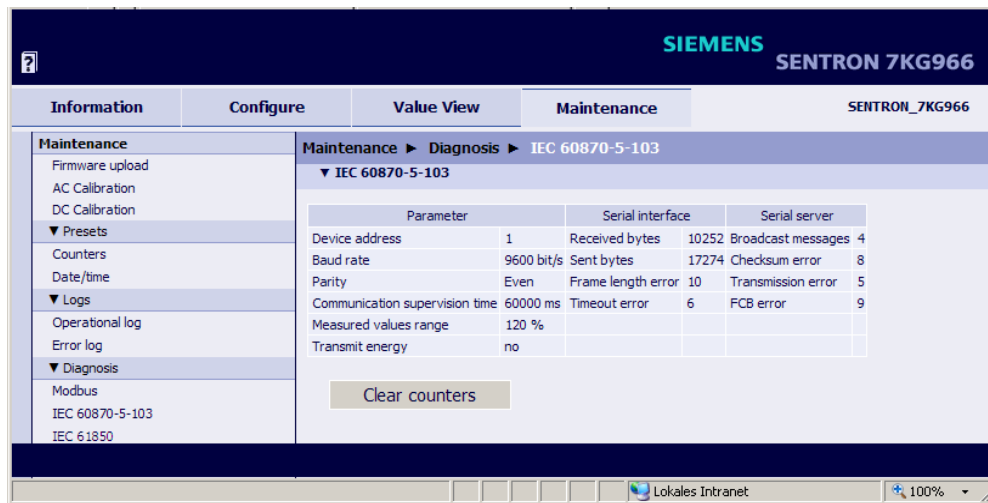 SIEMENS
? SENTRON 7KG966
Information Configure Value View Maintenance SENTRON_7KG966
Maintenance
Firmware upload
AC Calibration
DC Calibration
▼ Presets
Counters
Date/time
▼ Logs
Operational log
Error log
▼ Diagnosis
Modbus
IEC 60870-5-103
IEC 61850
Maintenance ► Diagnosis ► IEC 60870-5-103
▼ IEC 60870-5-103
Parameter Serial interface Serial server
Device address 1 Received bytes 10252 Broadcast messages 4
Baud rate 9600 bit/s Sent bytes 17274 Checksum error 8
Parity Even Frame length error 10 Transmission error 5
Communication supervision time 60000 ms Timeout error 6 FCB error 9
Measured values range 120 %
Transmit energy no
Clear counters
Lokales Intranet 100%